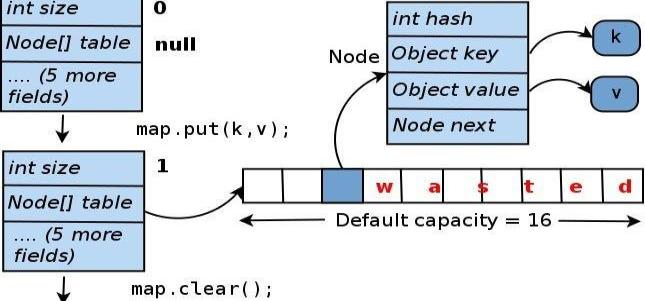 int size 0
Node[] table null
.... (5 more
fields)
map.put(k,v);
int size 1
Node[] table
.... (5 more
fields)
map.clear();
Node
int hash
Object key
Object value
Node next
k
v
w a s t e d
Default capacity = 16